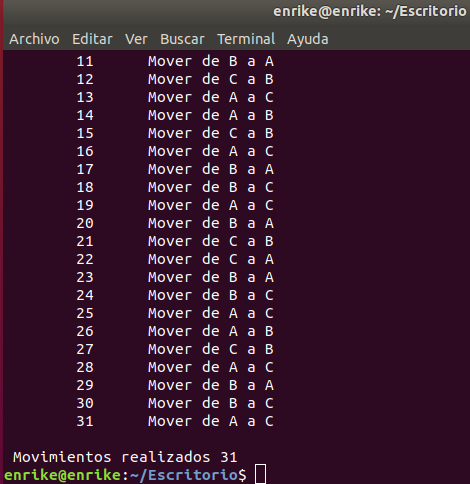 enrike@enrike: ~/Escritorio
Archivo Editar Ver Buscar Terminal Ayuda
11 Mover de B a A
12 Mover de C a B
13 Mover de A a C
14 Mover de A a B
15 Mover de C a B
16 Mover de A a C
17 Mover de B a A
18 Mover de B a C
19 Mover de A a C
20 Mover de B a A
21 Mover de C a B
22 Mover de C a A
23 Mover de B a A
24 Mover de B a C
25 Mover de A a C
26 Mover de A a B
27 Mover de C a B
28 Mover de A a C
29 Mover de B a A
30 Mover de B a C
31 Mover de A a C
Movimientos realizados 31
enrike@enrike:~/Escritorio$